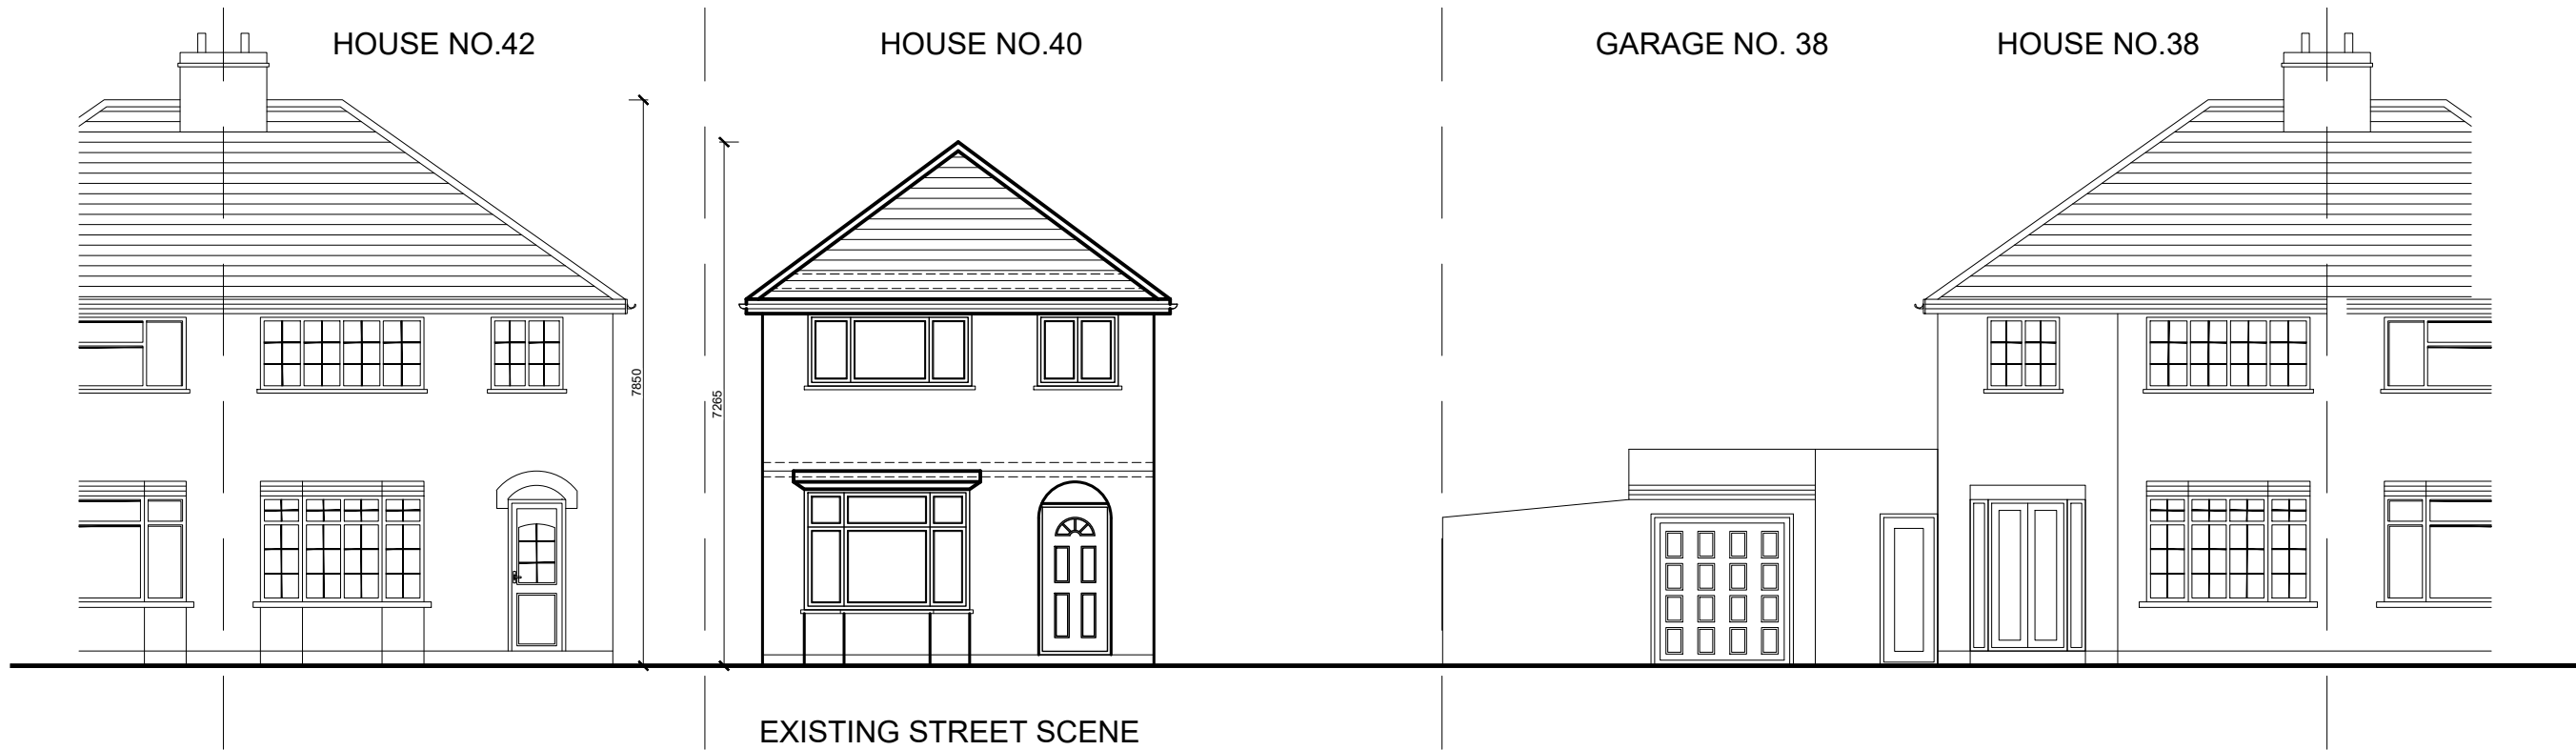 HOUSE NO.42
HOUSE NO.40
GARAGE NO. 38
HOUSE NO.38
7850
7265
EXISTING STREET SCENE